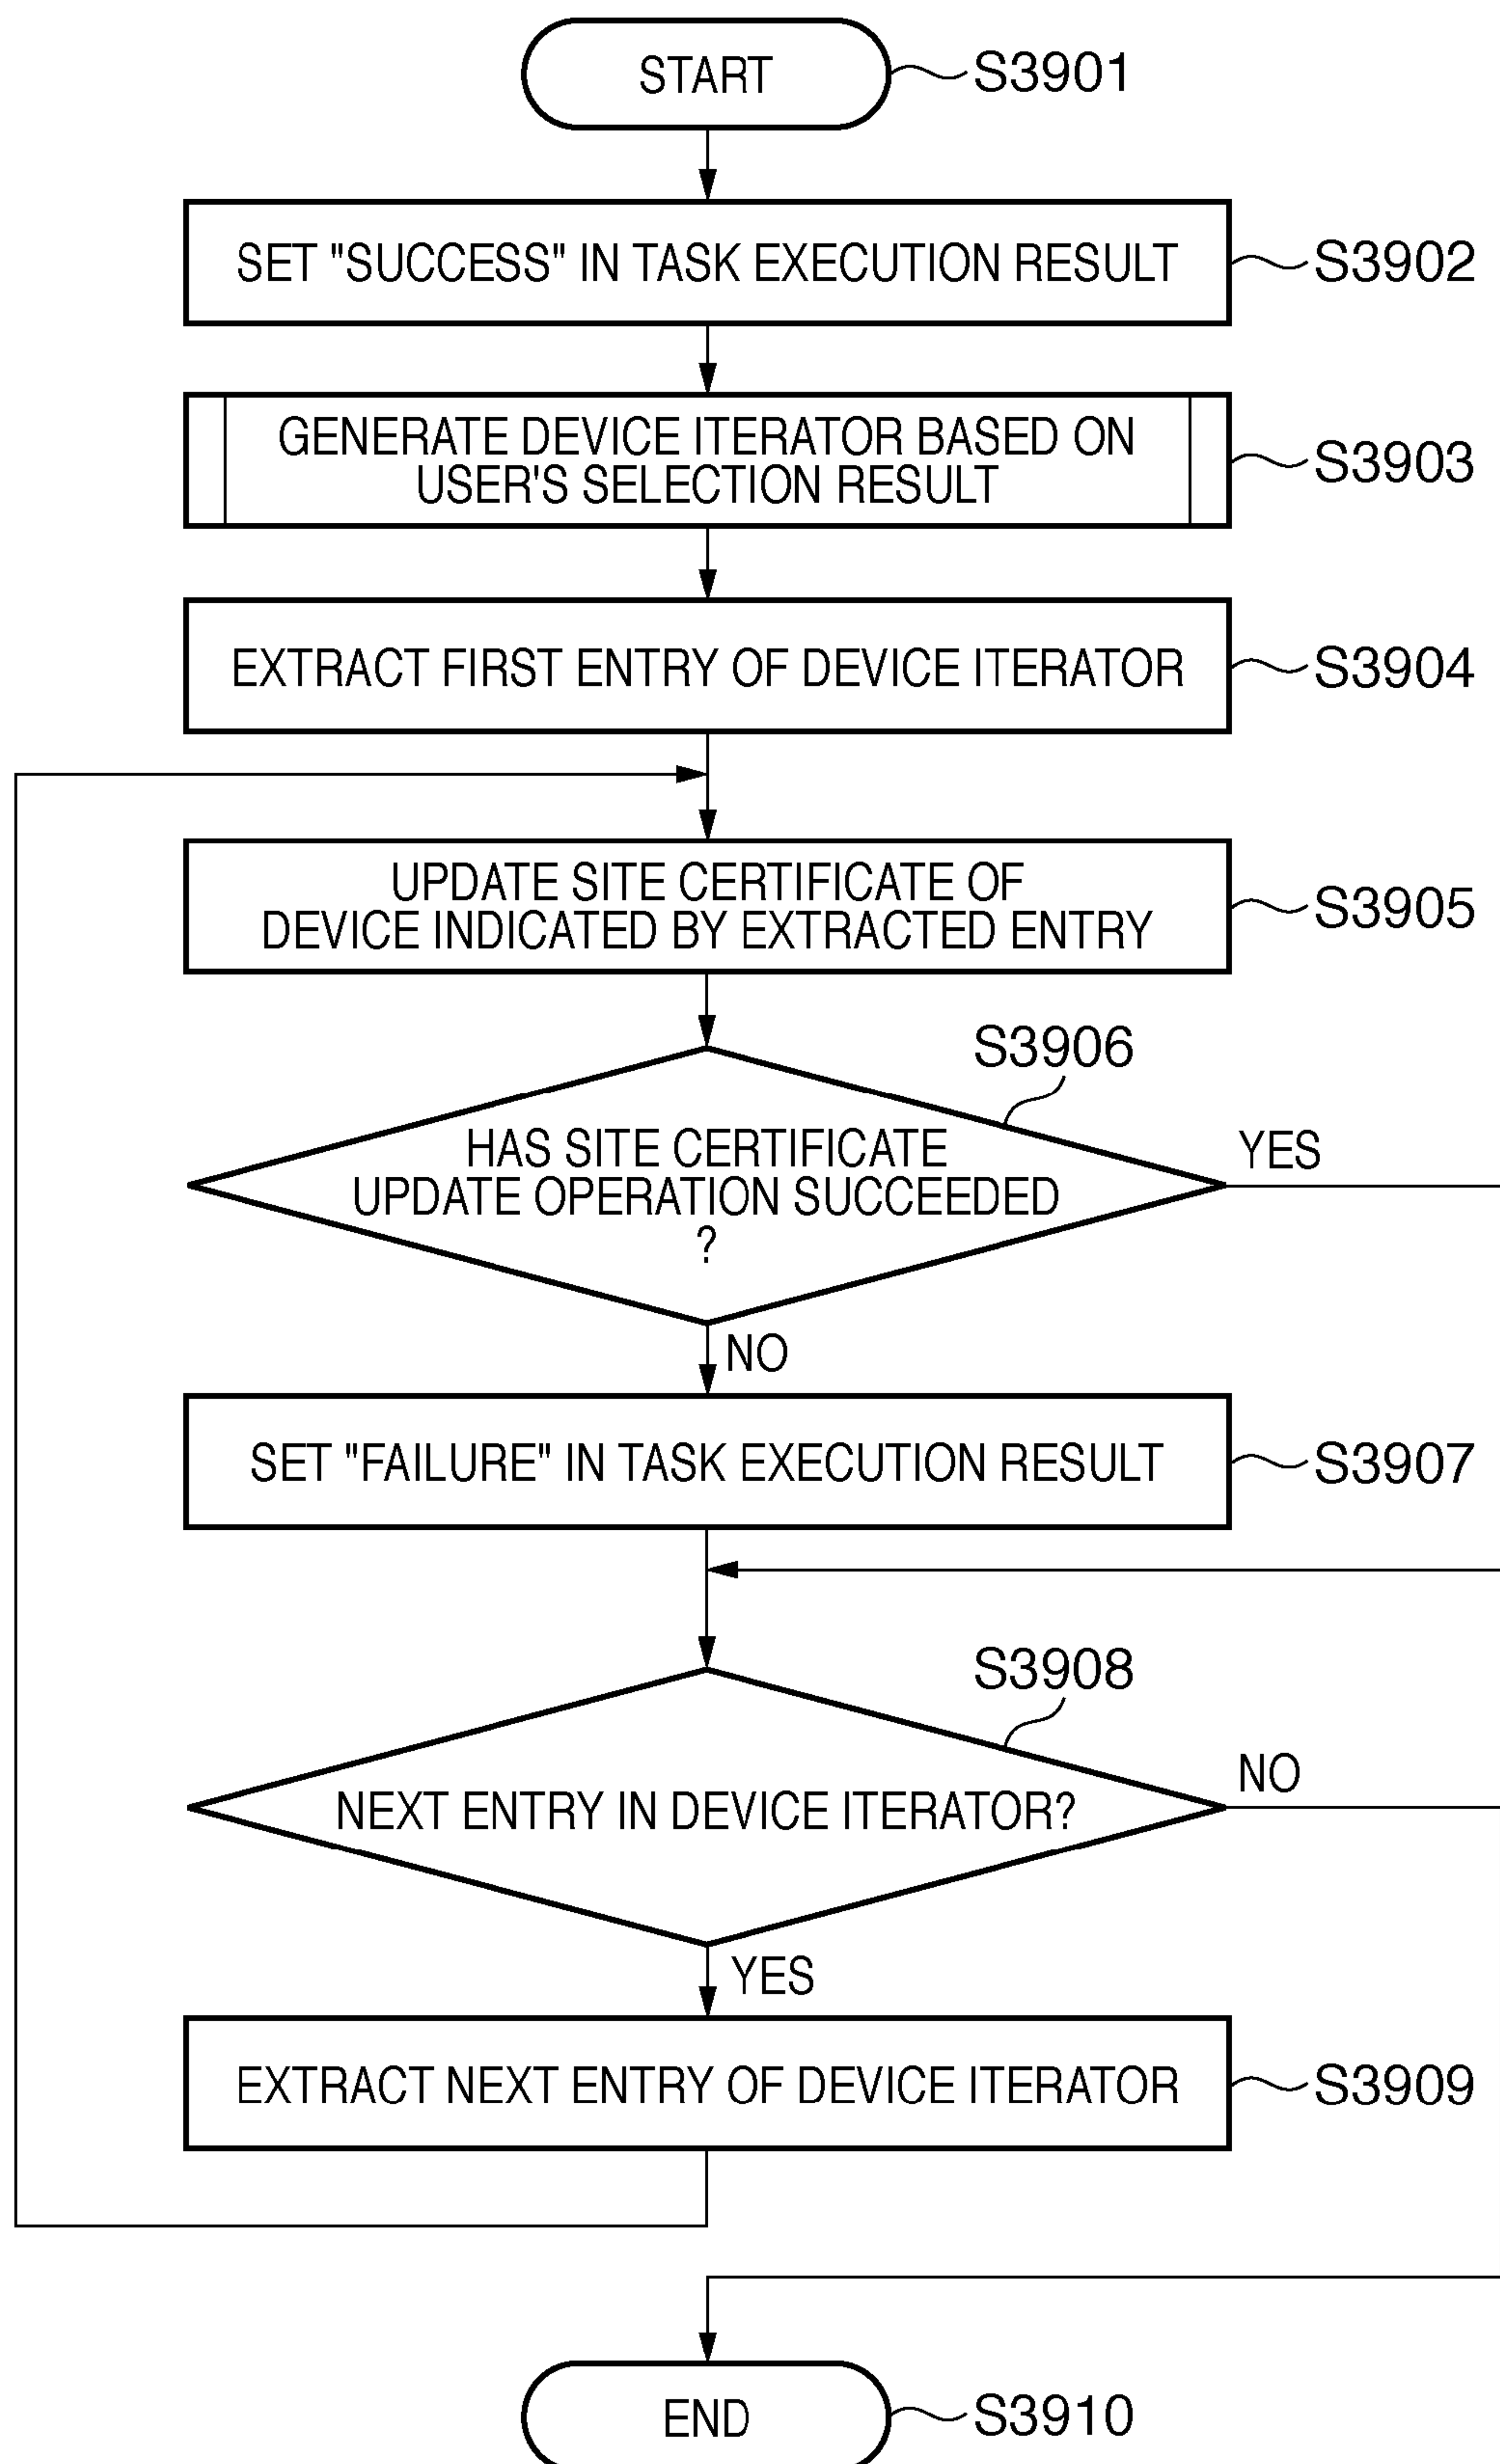 START
S3901
SET "SUCCESS" IN TASK EXECUTION RESULT
S3902
GENERATE DEVICE ITERATOR BASED ON
USER'S SELECTION RESULT
S3903
EXTRACT FIRST ENTRY OF DEVICE ITERATOR
S3904
UPDATE SITE CERTIFICATE OF
DEVICE INDICATED BY EXTRACTED ENTRY
S3905
S3906
HAS SITE CERTIFICATE
UPDATE OPERATION SUCCEEDED
?
YES
NO
SET "FAILURE" IN TASK EXECUTION RESULT
S3907
S3908
NEXT ENTRY IN DEVICE ITERATOR?
NO
YES
EXTRACT NEXT ENTRY OF DEVICE ITERATOR
S3909
END
S3910